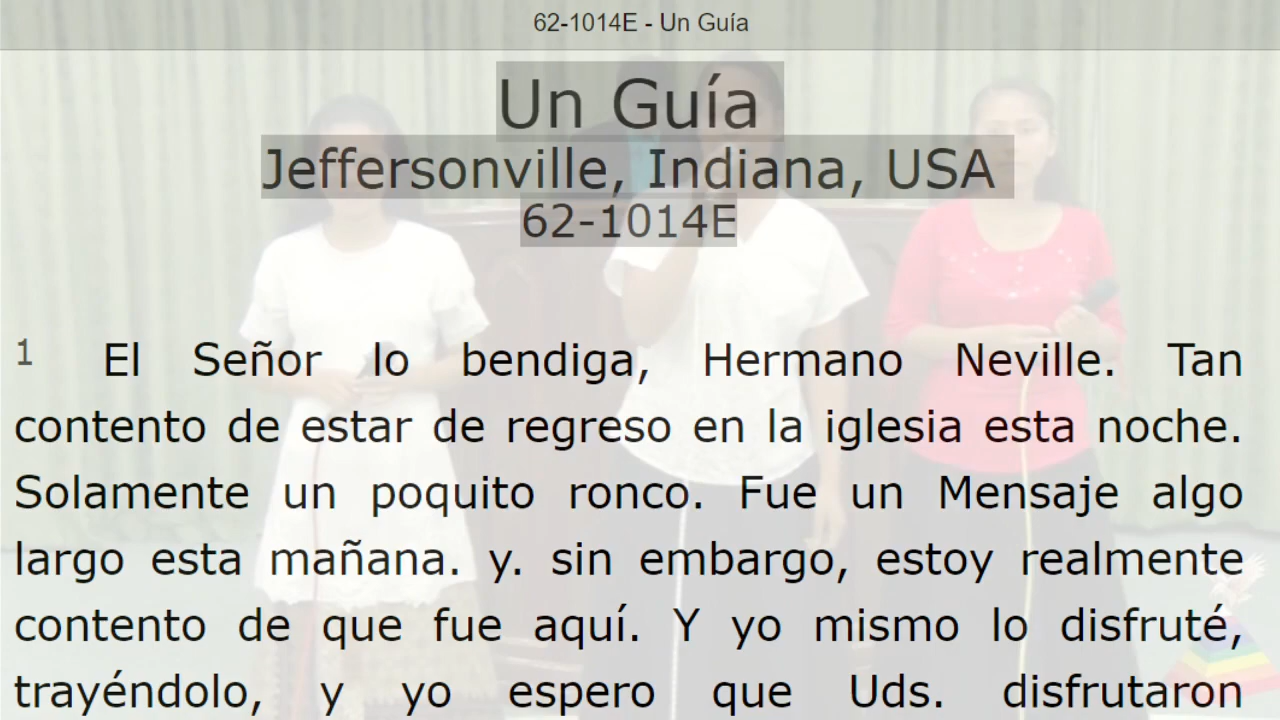 62-1014E - Un Guía
Un Guía
Jeffersonville, Indiana, USA
62-1014E
1 El Señor lo bendiga, Hermano Neville. Tan
contento de estar de regreso en la iglesia esta noche.
Solamente un poquito ronco. Fue un Mensaje algo
largo esta mañana. y. sin embargo, estoy realmente
contento de que fue aquí. Y yo mismo lo disfruté,
trayéndolo, y yo espero que Uds. disfrutaron